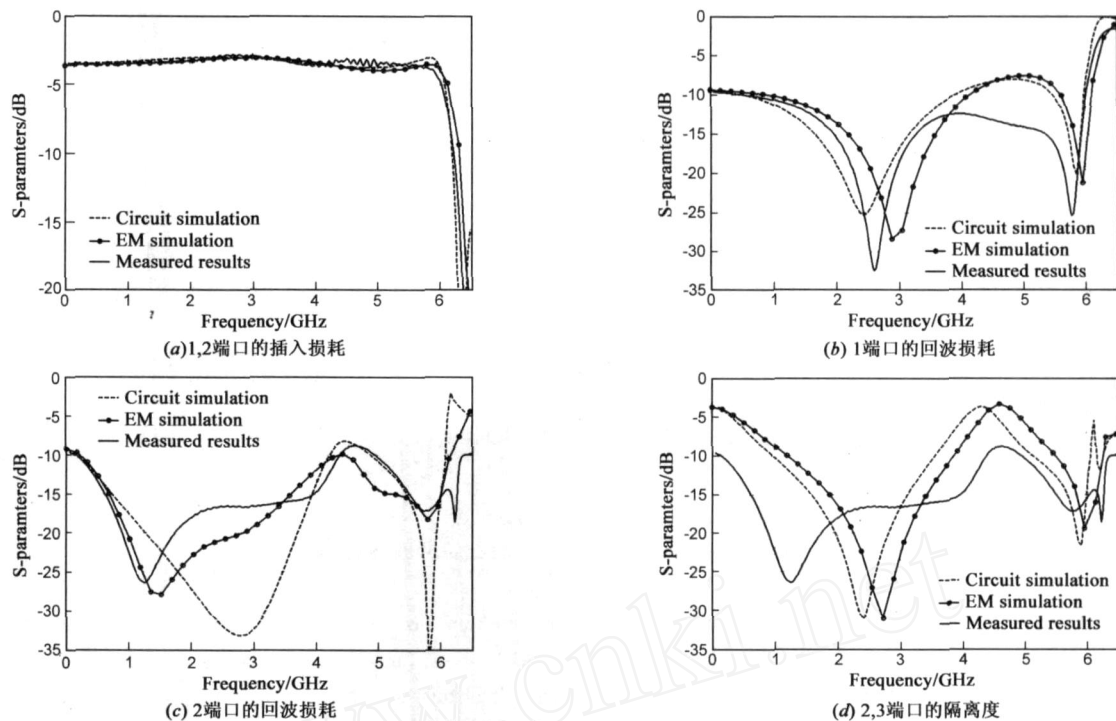 0
-5
-10
-15
-20
S-paramters/dB
Circuit simulation
EM simulation
Measured results
0 1 2 3 4 5 6
Frequency/GHz
(a)1,2端口的插入损耗
0
-5
-10
-15
-20
-25
-30
-35
S-paramters/dB
Circuit simulation
EM simulation
Measured results
0 1 2 3 4 5 6
Frequency/GHz
(b) 1端口的回波损耗
0
-5
-10
-15
-20
-25
-30
-35
S-paramters/dB
Circuit simulation
EM simulation
Measured results
0 1 2 3 4 5 6
Frequency/GHz
(c) 2端口的回波损耗
0
-5
-10
-15
-20
-25
-30
-35
S-paramters/dB
Circuit simulation
EM simulation
Measured results
0 1 2 3 4 5 6
Frequency/GHz
(d) 2,3端口的隔离度
www.cnki.net